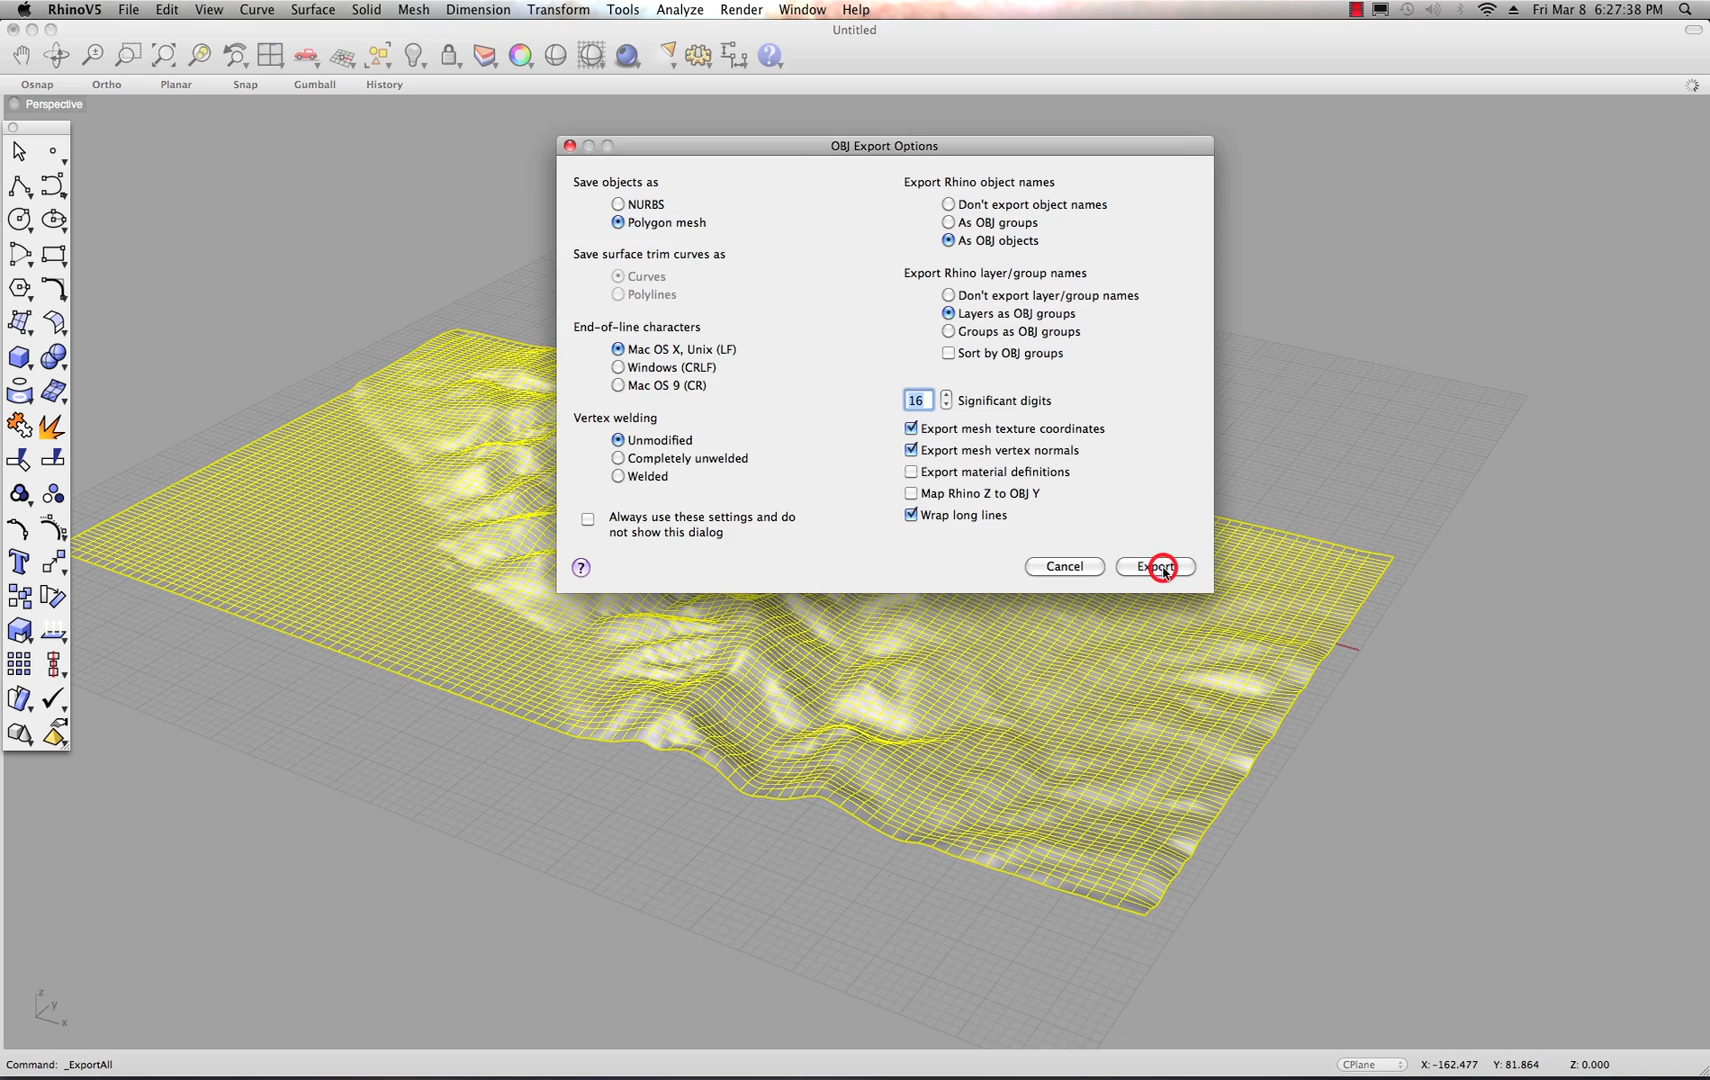 RhinoV5 File Edit View Curve Surface Solid Mesh Dimension Transform Tools Analyze Render Window Help Fri Mar 8 6:27:38 PM
Untitled
Osnap Ortho Planar Snap Gumball History
Perspective
OBJ Export Options
Save objects as
NURBS
Polygon mesh
Save surface trim curves as
Curves
Polylines
End-of-line characters
Mac OS X, Unix (LF)
Windows (CRLF)
Mac OS 9 (CR)
Vertex welding
Unmodified
Completely unwelded
Welded
Always use these settings and do
not show this dialog
Export Rhino object names
Don't export object names
As OBJ groups
As OBJ objects
Export Rhino layer/group names
Don't export layer/group names
Layers as OBJ groups
Groups as OBJ groups
Sort by OBJ groups
16 Significant digits
Export mesh texture coordinates
Export mesh vertex normals
Export material definitions
Map Rhino Z to OBJ Y
Wrap long lines
? Cancel Export
z
y
x
Command: _ExportAll CPlane X:-162.477 Y: 81.864 Z: 0.000